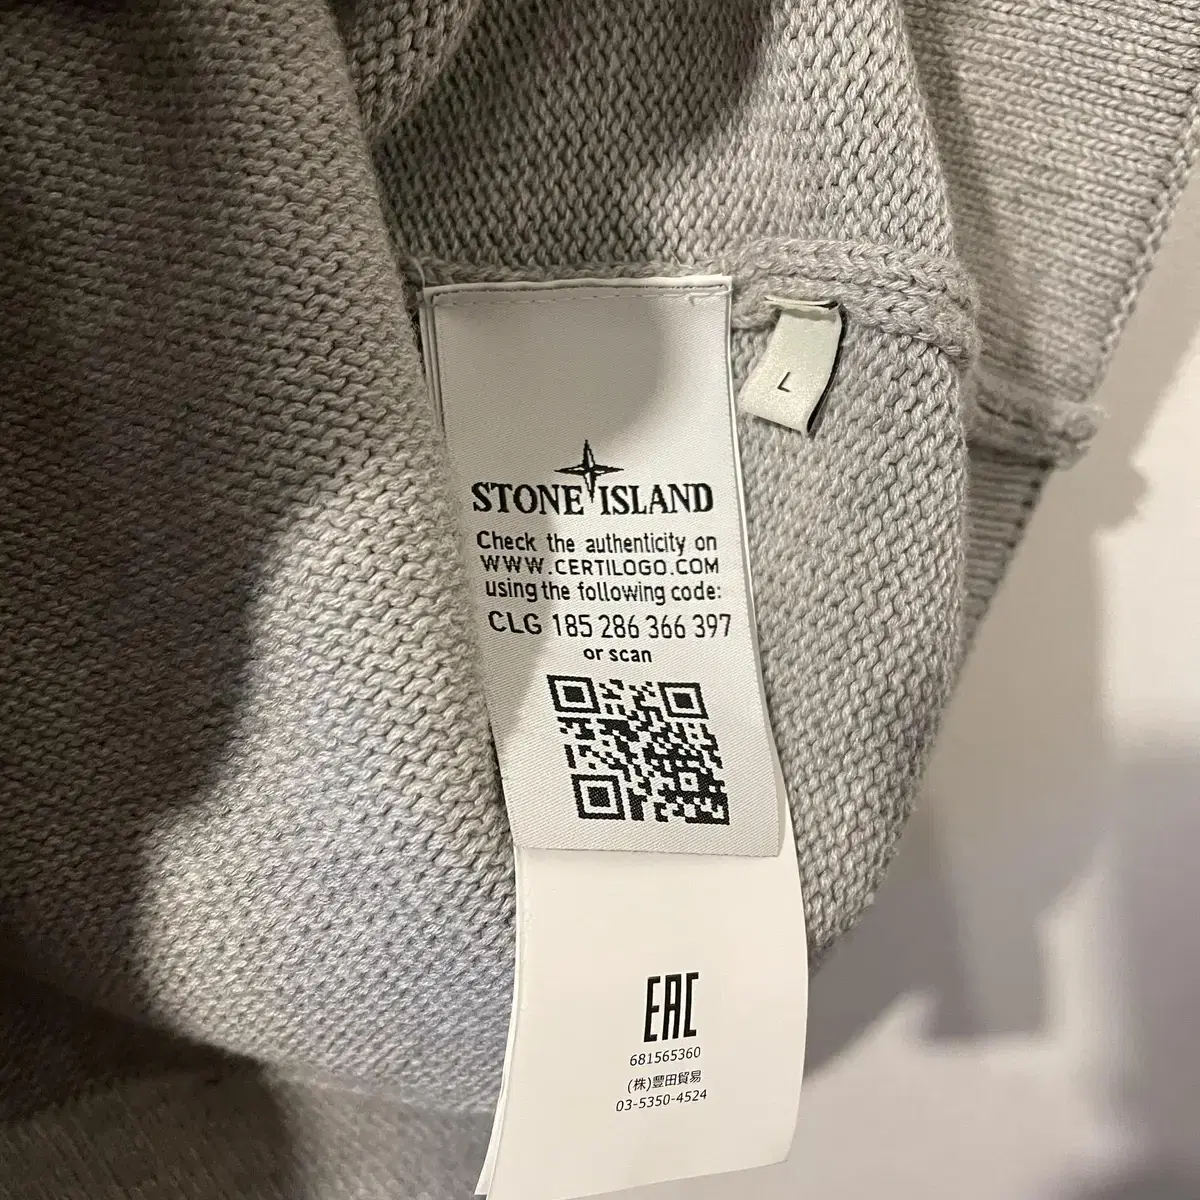 L
STONE ISLAND
Check the authenticity on
WWW.CERTILOGO.COM
using the following code:
CLG 185 286 366 397
or scan
EAC
681565360
(株)豐田貿易
03-5350-4524